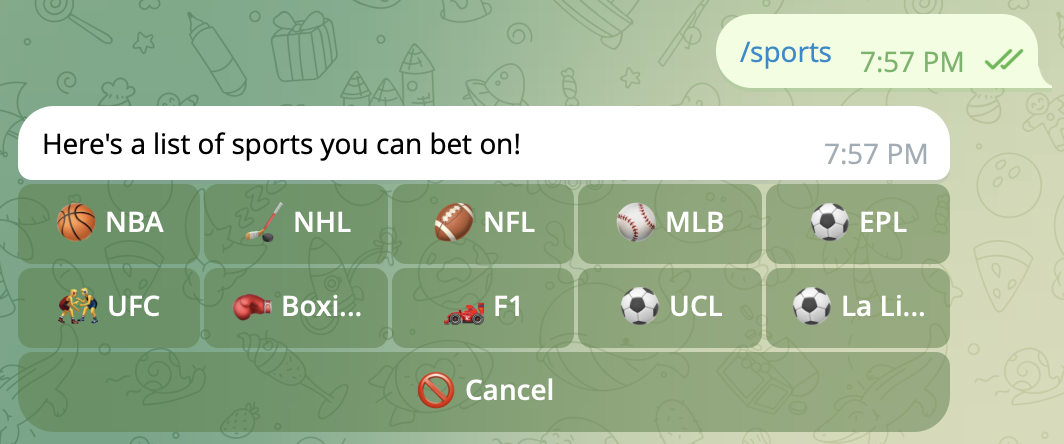 /sports 7:57 PM
Here's a list of sports you can bet on! 7:57 PM
NBA NHL NFL MLB EPL
UFC Boxi... F1 UCL La Li...
Cancel